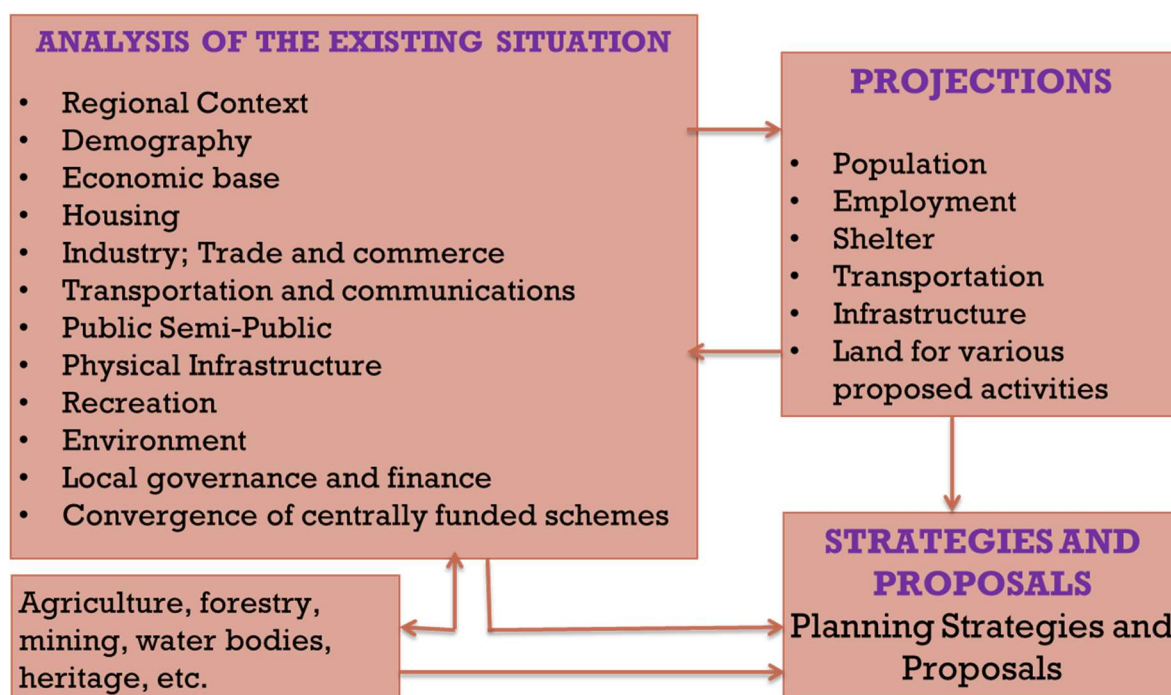 ANALYSIS OF THE EXISTING SITUATION
• Regional Context
• Demography
• Economic base
• Housing
• Industry; Trade and commerce
• Transportation and communications
• Public Semi-Public
• Physical Infrastructure
• Recreation
• Environment
• Local governance and finance
• Convergence of centrally funded schemes
PROJECTIONS
• Population
• Employment
• Shelter
• Transportation
• Infrastructure
• Land for various
proposed activities
Agriculture, forestry,
mining, water bodies,
heritage, etc.
STRATEGIES AND
PROPOSALS
Planning Strategies and
Proposals